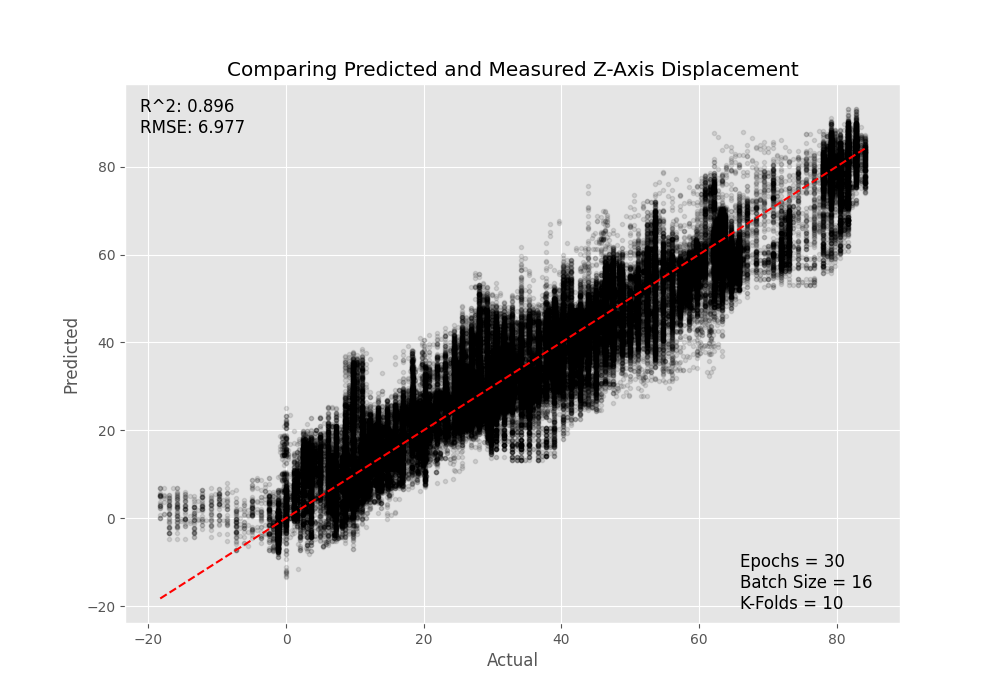 Comparing Predicted and Measured Z-Axis Displacement
R^2: 0.896
RMSE: 6.977
80
60
40
20
0
−20
Predicted
Epochs = 30
Batch Size = 16
K-Folds = 10
−20 0 20 40 60 80
Actual